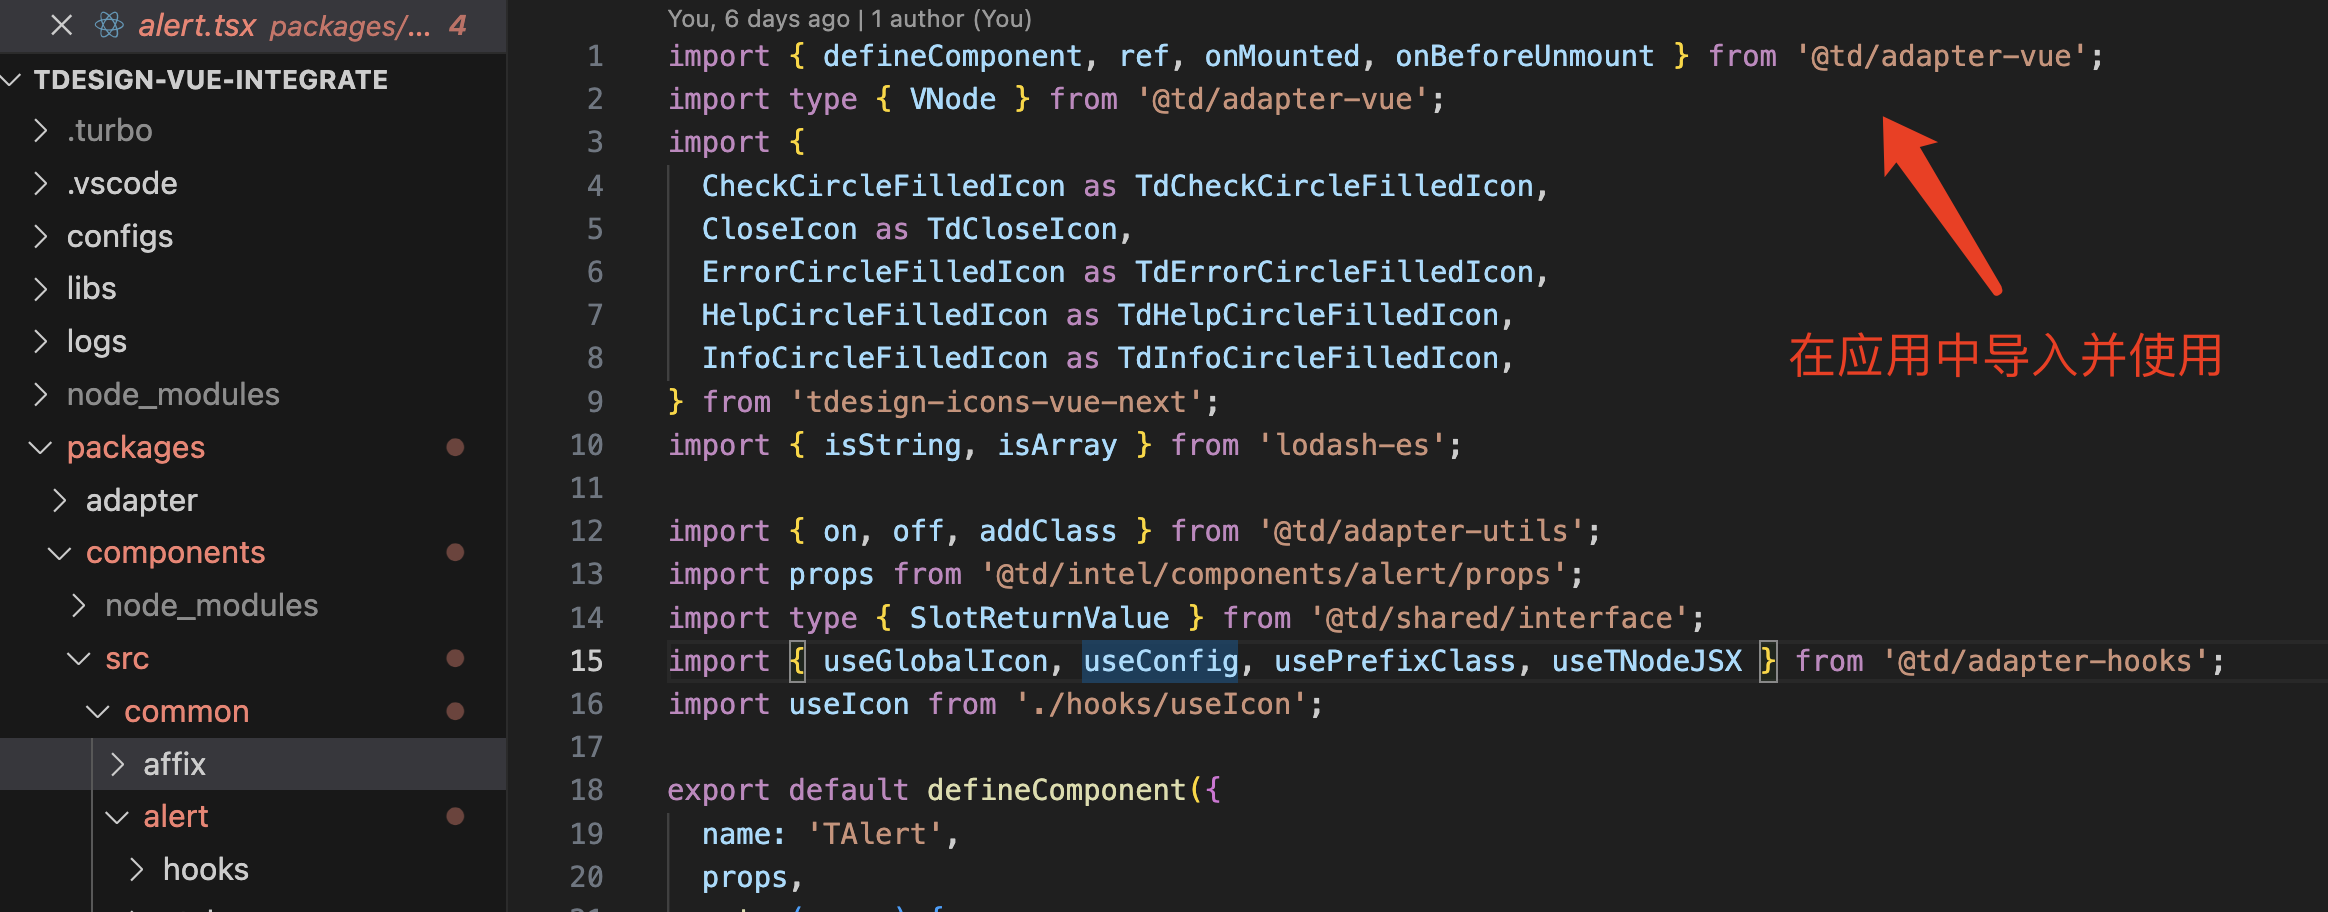 alert.tsx packages/... 4
TDESIGN-VUE-INTEGRATE
.turbo
.vscode
configs
libs
logs
node_modules
packages
adapter
components
node_modules
src
common
affix
alert
hooks
You, 6 days ago | 1 author (You)
1 import { defineComponent, ref, onMounted, onBeforeUnmount } from '@td/adapter-vue';
2 import type { VNode } from '@td/adapter-vue';
3 import {
4 CheckCircleFilledIcon as TdCheckCircleFilledIcon,
5 CloseIcon as TdCloseIcon,
6 ErrorCircleFilledIcon as TdErrorCircleFilledIcon,
7 HelpCircleFilledIcon as TdHelpCircleFilledIcon,
8 InfoCircleFilledIcon as TdInfoCircleFilledIcon,
9 } from 'tdesign-icons-vue-next';
10 import { isString, isArray } from 'lodash-es';
11
12 import { on, off, addClass } from '@td/adapter-utils';
13 import props from '@td/intel/components/alert/props';
14 import type { SlotReturnValue } from '@td/shared/interface';
15 import { useGlobalIcon, useConfig, usePrefixClass, useTNodeJSX } from '@td/adapter-hooks';
16 import useIcon from './hooks/useIcon';
17
18 export default defineComponent({
19 name: 'TAlert',
20 props,
在应用中导入并使用